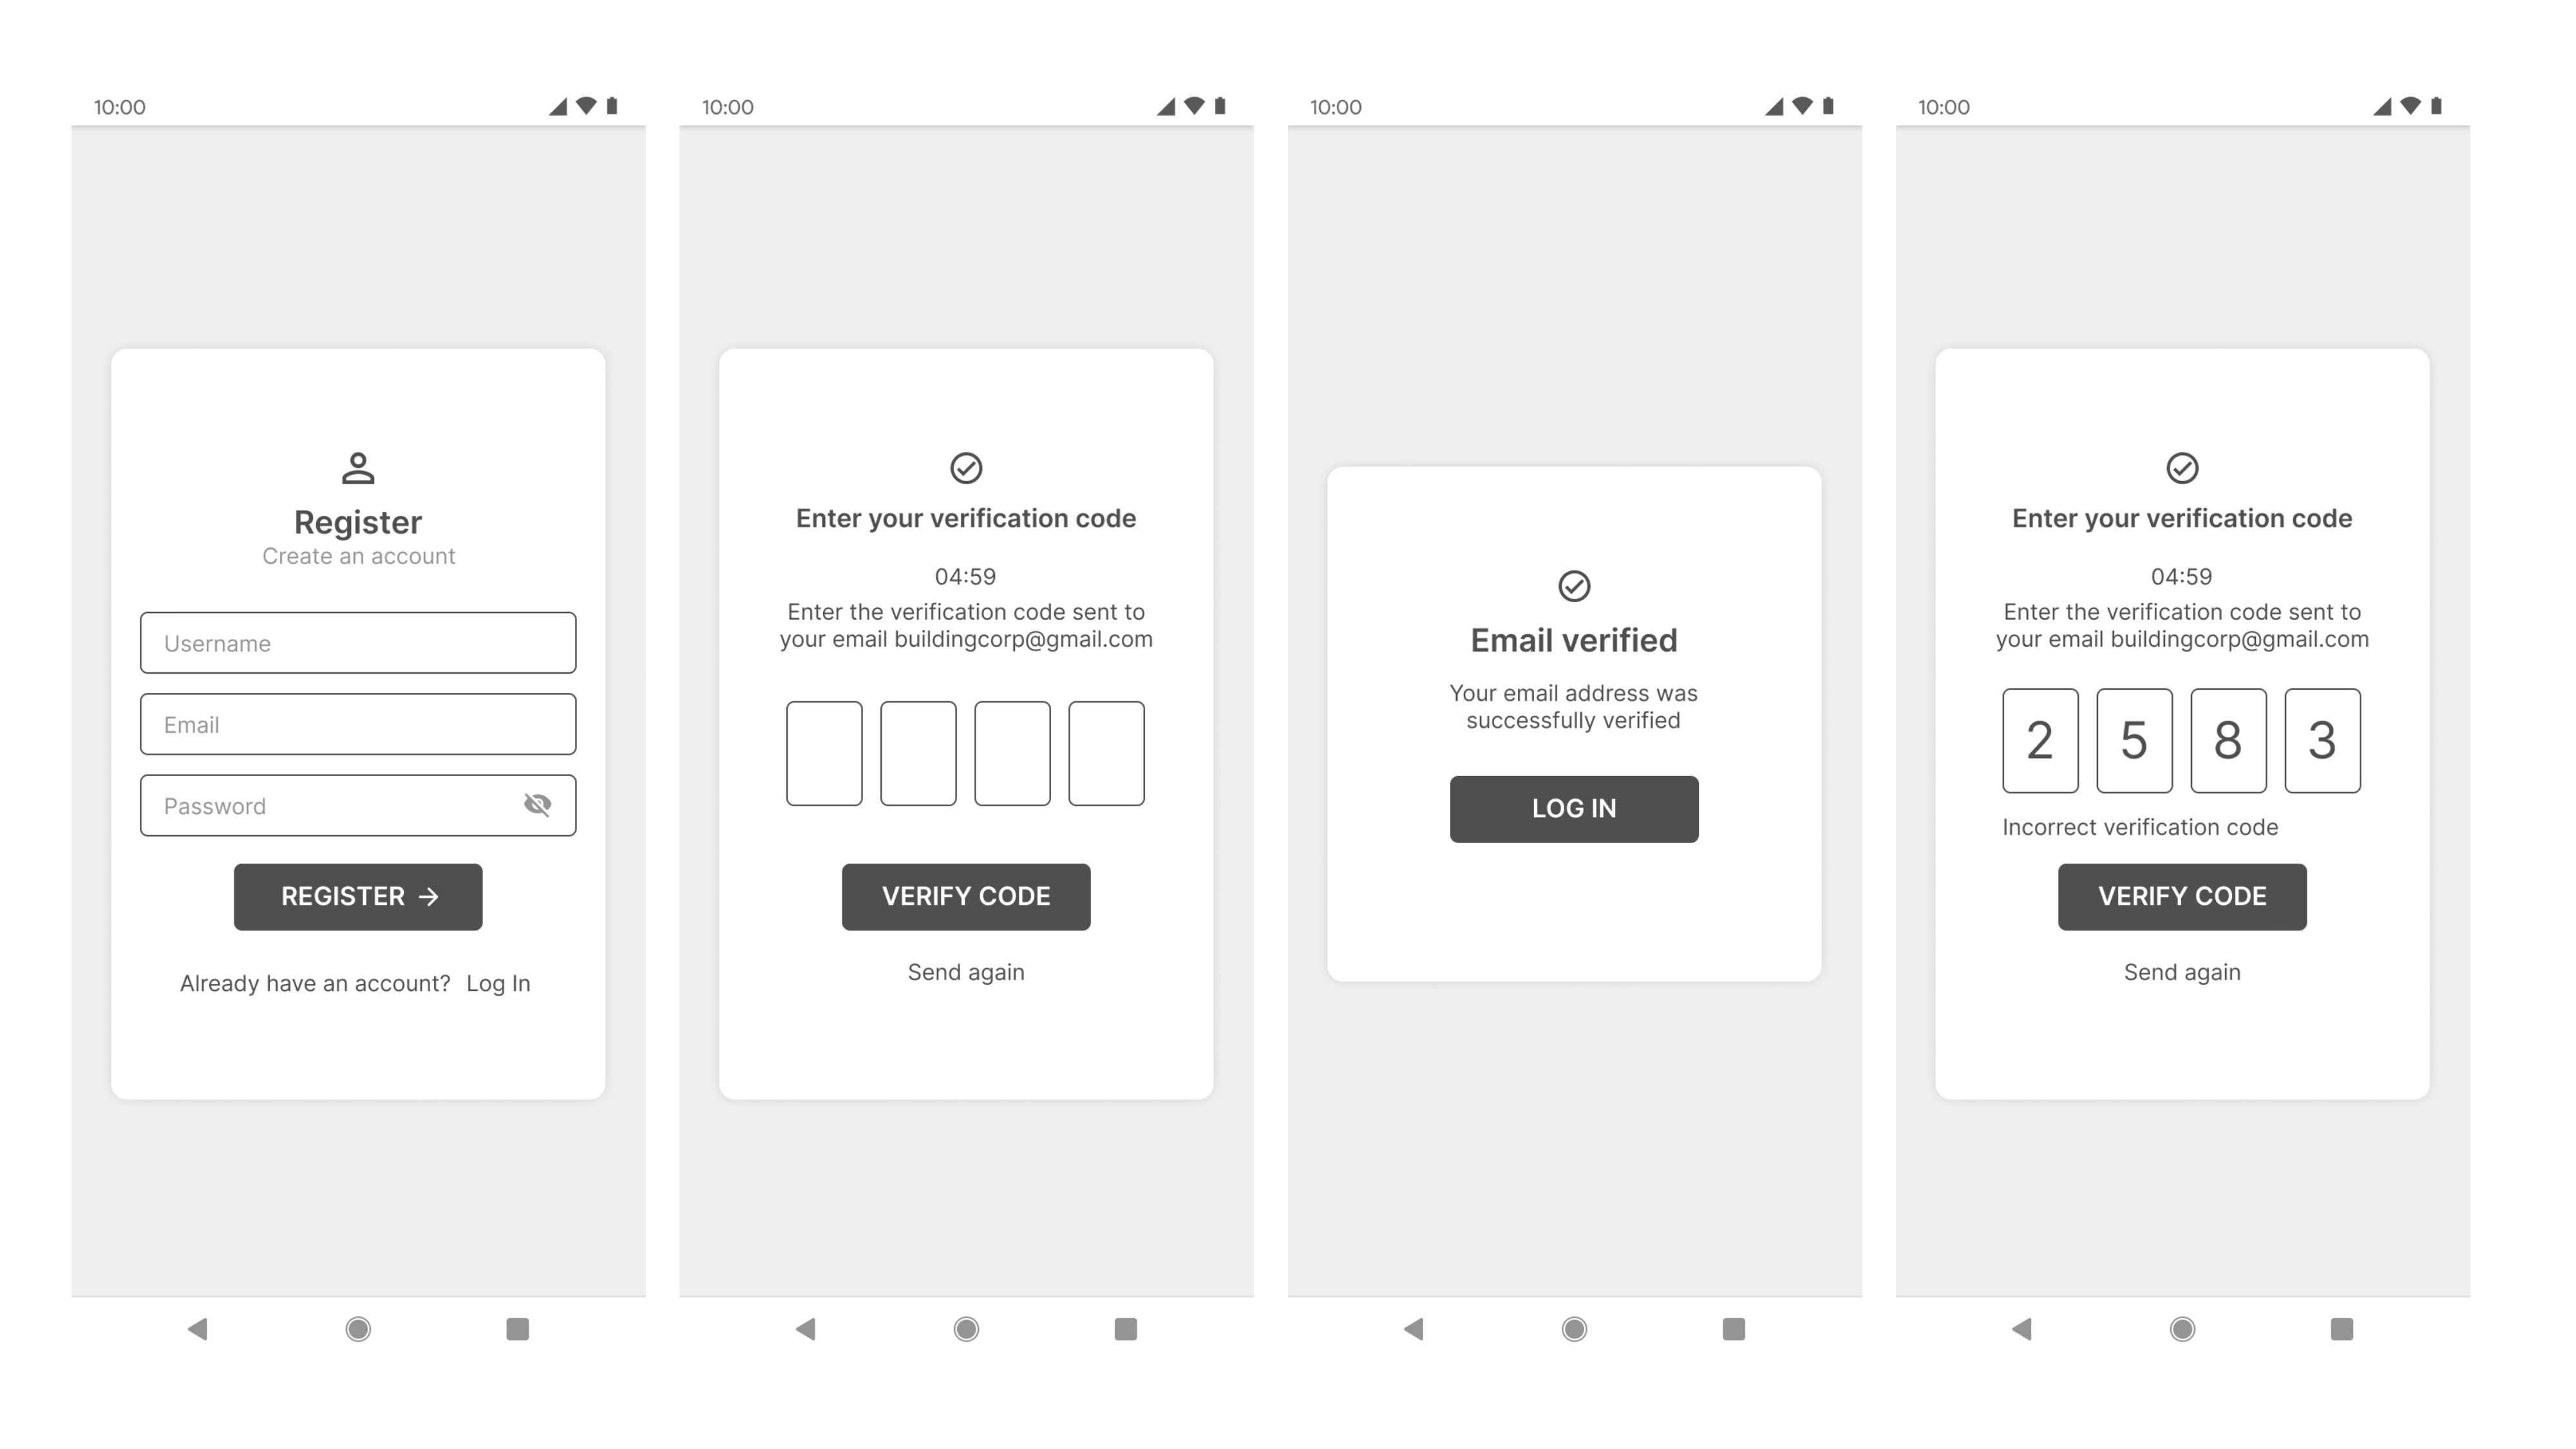 10:00
Register
Create an account
Username
Email
Password
REGISTER →
Already have an account? Log In
10:00
Enter your verification code
04:59
Enter the verification code sent to
your email buildingcorp@gmail.com
VERIFY CODE
Send again
10:00
Email verified
Your email address was
successfully verified
LOG IN
10:00
Enter your verification code
04:59
Enter the verification code sent to
your email buildingcorp@gmail.com
2 5 8 3
Incorrect verification code
VERIFY CODE
Send again